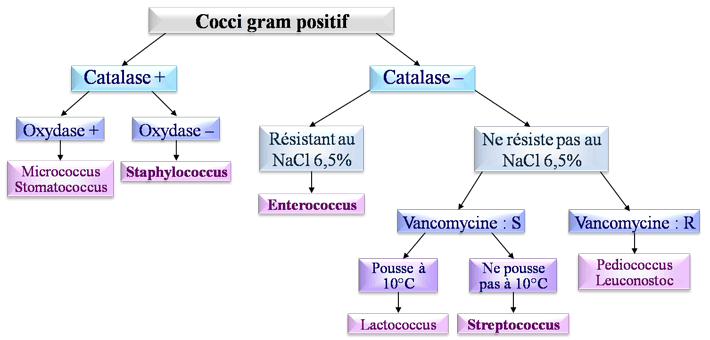 Cocci gram positif
Catalase +
Catalase –
Oxydase +
Oxydase –
Résistant au
NaCl 6,5%
Ne résiste pas au
NaCl 6,5%
Micrococcus
Stomatococcus
Staphylococcus
Enterococcus
Vancomycine : S
Vancomycine : R
Pousse à
10°C
Ne pousse
pas à 10°C
Pediococcus
Leuconostoc
Lactococcus
Streptococcus